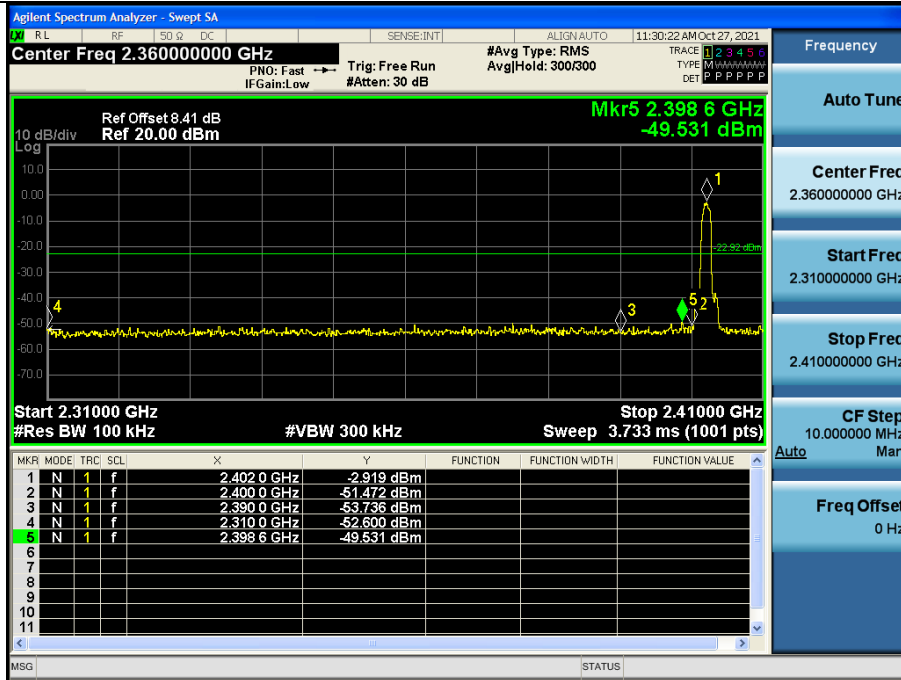 Agilent Spectrum Analyzer - Swept SA
LXI RL RF 50 Ω DC SENSE:INT ALIGN AUTO 11:30:22 AM Oct 27, 2021
Center Freq 2.360000000 GHz
PNO: Fast
IFGain:Low
Trig: Free Run
#Atten: 30 dB
#Avg Type: RMS
Avg|Hold: 300/300
TRACE 1 2 3 4 5 6
TYPE MWWWWW
DET P P P P P P
Ref Offset 8.41 dB
10 dB/div Ref 20.00 dBm
Log
Mkr5 2.398 6 GHz
-49.531 dBm
10.0
0.00
-10.0
-20.0
-30.0
-40.0
-50.0
-60.0
-70.0
1
-22.92 dBm
4
3
5 2
Start 2.31000 GHz Stop 2.41000 GHz
#Res BW 100 kHz #VBW 300 kHz Sweep 3.733 ms (1001 pts)
MKR MODE TRC SCL X Y FUNCTION FUNCTION WIDTH FUNCTION VALUE
1 N 1 f 2.402 0 GHz -2.919 dBm
2 N 1 f 2.400 0 GHz -51.472 dBm
3 N 1 f 2.390 0 GHz -53.736 dBm
4 N 1 f 2.310 0 GHz -52.600 dBm
5 N 1 f 2.398 6 GHz -49.531 dBm
6
7
8
9
10
11
MSG STATUS
Frequency
Auto Tune
Center Freq
2.360000000 GHz
Start Freq
2.310000000 GHz
Stop Freq
2.410000000 GHz
CF Step
10.000000 MHz
Auto Man
Freq Offset
0 Hz